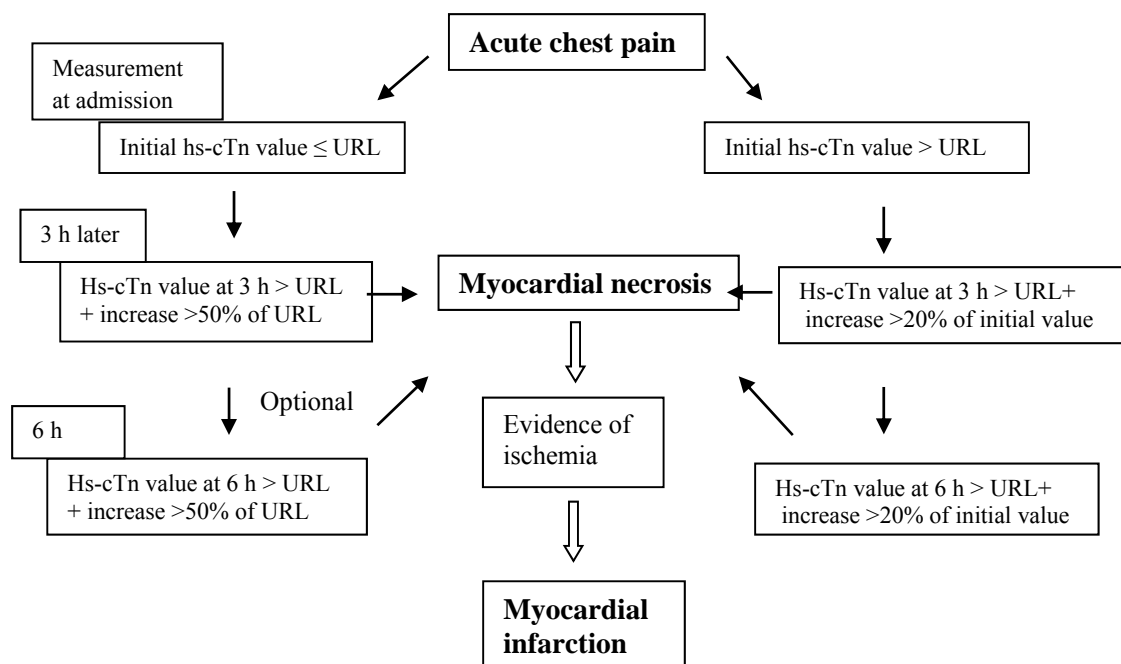 Acute chest pain
Measurement
at admission
Initial hs-cTn value ≤ URL
Initial hs-cTn value > URL
3 h later
Hs-cTn value at 3 h > URL
+ increase >50% of URL
Myocardial necrosis
Hs-cTn value at 3 h > URL+
increase >20% of initial value
Optional
6 h
Hs-cTn value at 6 h > URL
+ increase >50% of URL
Evidence of
ischemia
Hs-cTn value at 6 h > URL+
increase >20% of initial value
Myocardial
infarction